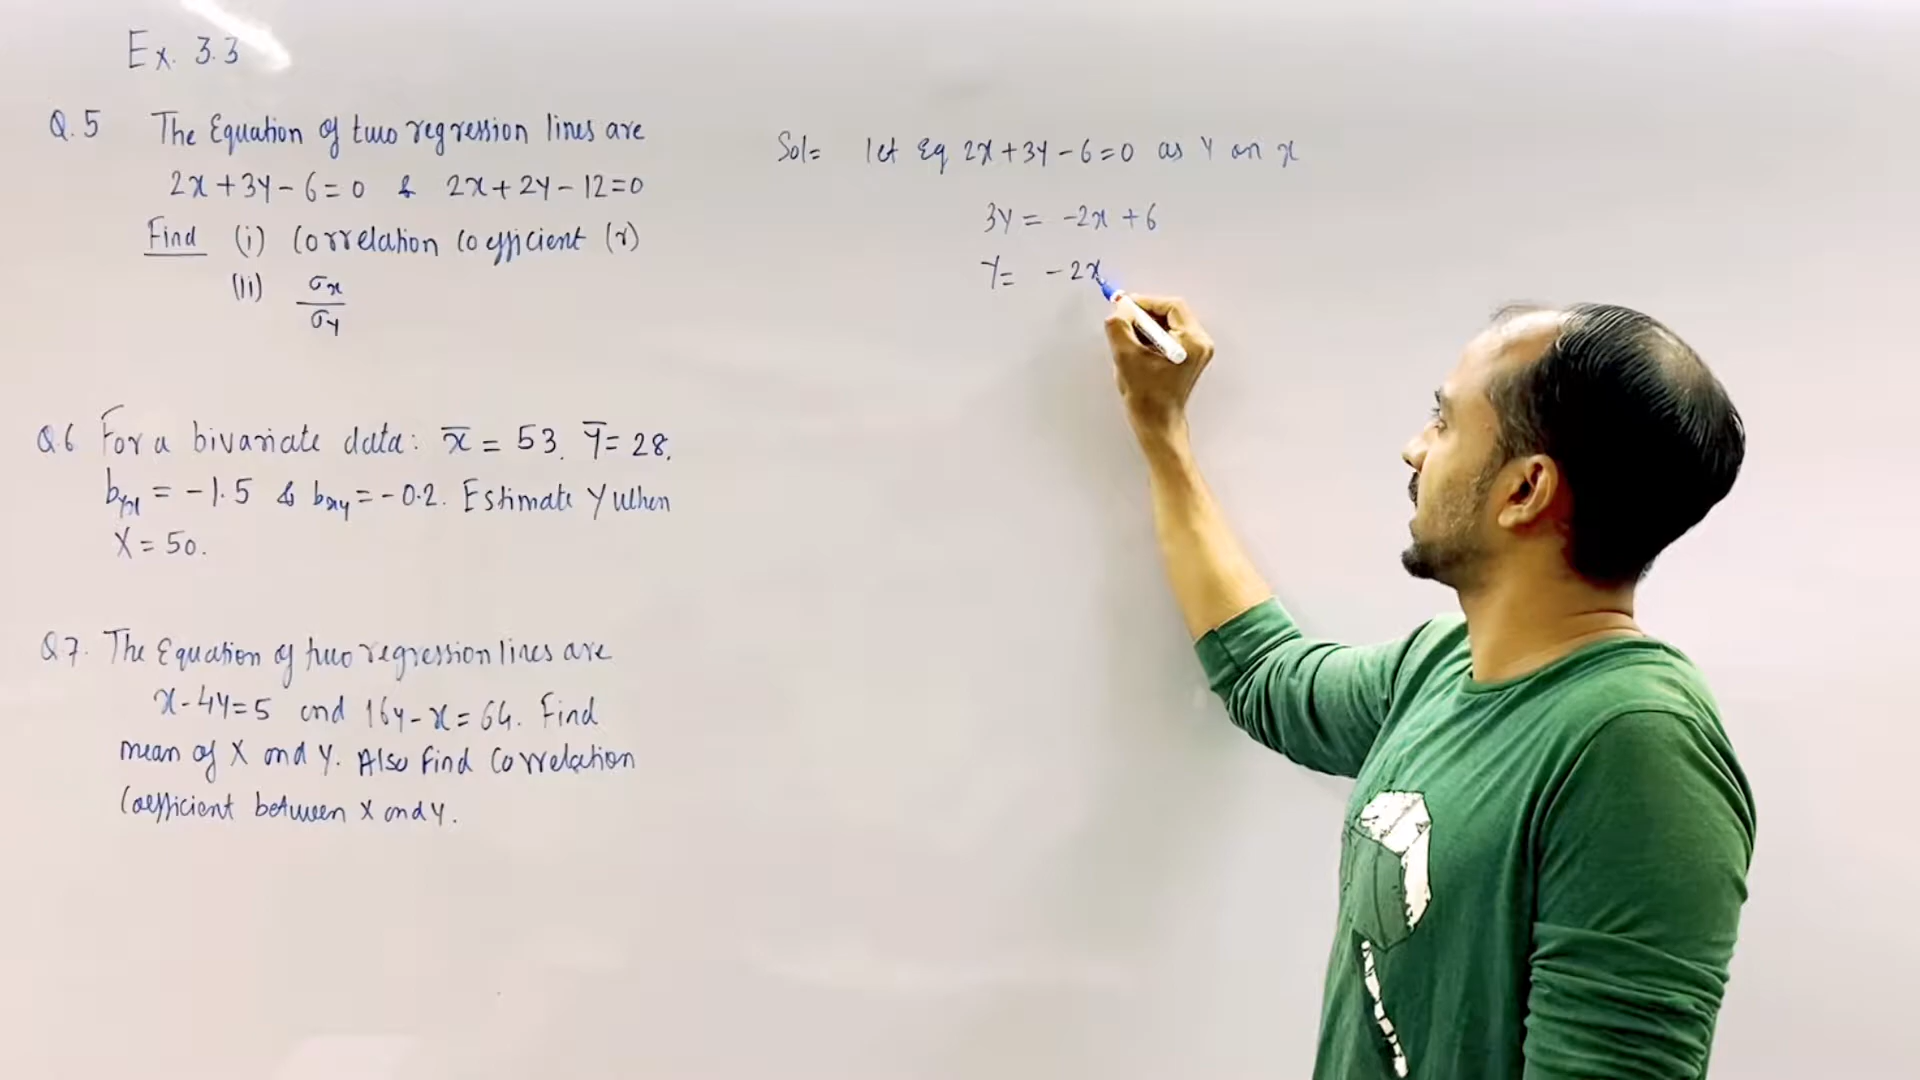 Ex. 3.3
Q.5 The Equation of two regression lines are
2x + 3y - 6 = 0 & 2x + 2y - 12 = 0
Find (i) Correlation Coefficient (r)
(ii) σx / σy
Q.6 For a bivariate data: x̄ = 53, ȳ = 28,
byx = -1.5 & bxy = -0.2. Estimate Y when
X = 50.
Q7. The Equation of two regression lines are
x - 4y = 5 and 16y - x = 64. Find
mean of X and Y. Also Find Correlation
Coefficient between X and Y.
Sol= let Eq 2x + 3y - 6 = 0 as Y on x
3y = -2x + 6
Y = -2x